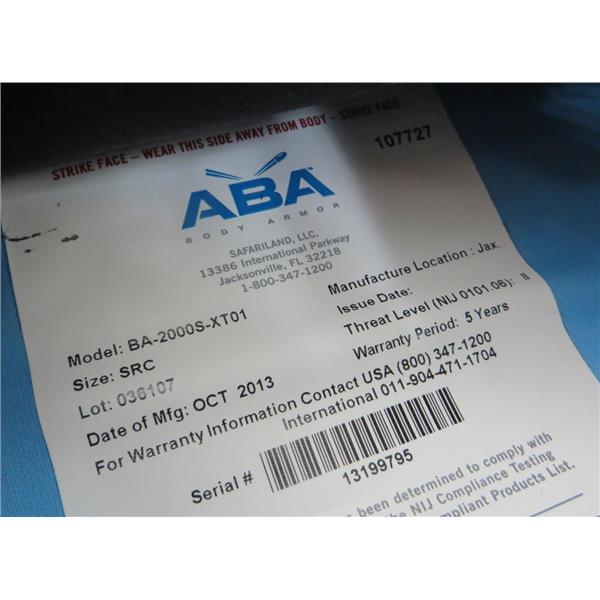 STRIKE FACE – WEAR THIS SIDE AWAY FROM BODY – STRIKE FACE
107727
ABA™
BODY ARMOR
SAFARILAND, LLC.
13386 International Parkway
Jacksonville, FL 32218
1-800-347-1200
Model: BA-2000S-XT01
Size: SRC
Lot: 036107
Date of Mfg: OCT 2013
Manufacture Location : Jax.
Issue Date:
Threat Level (NIJ 0101.06): II
Warranty Period: 5 Years
For Warranty Information Contact USA (800) 347-1200
International 011-904-471-1704
Serial #
13199795
been determined to comply with
the NIJ Compliance Testing
Products List.